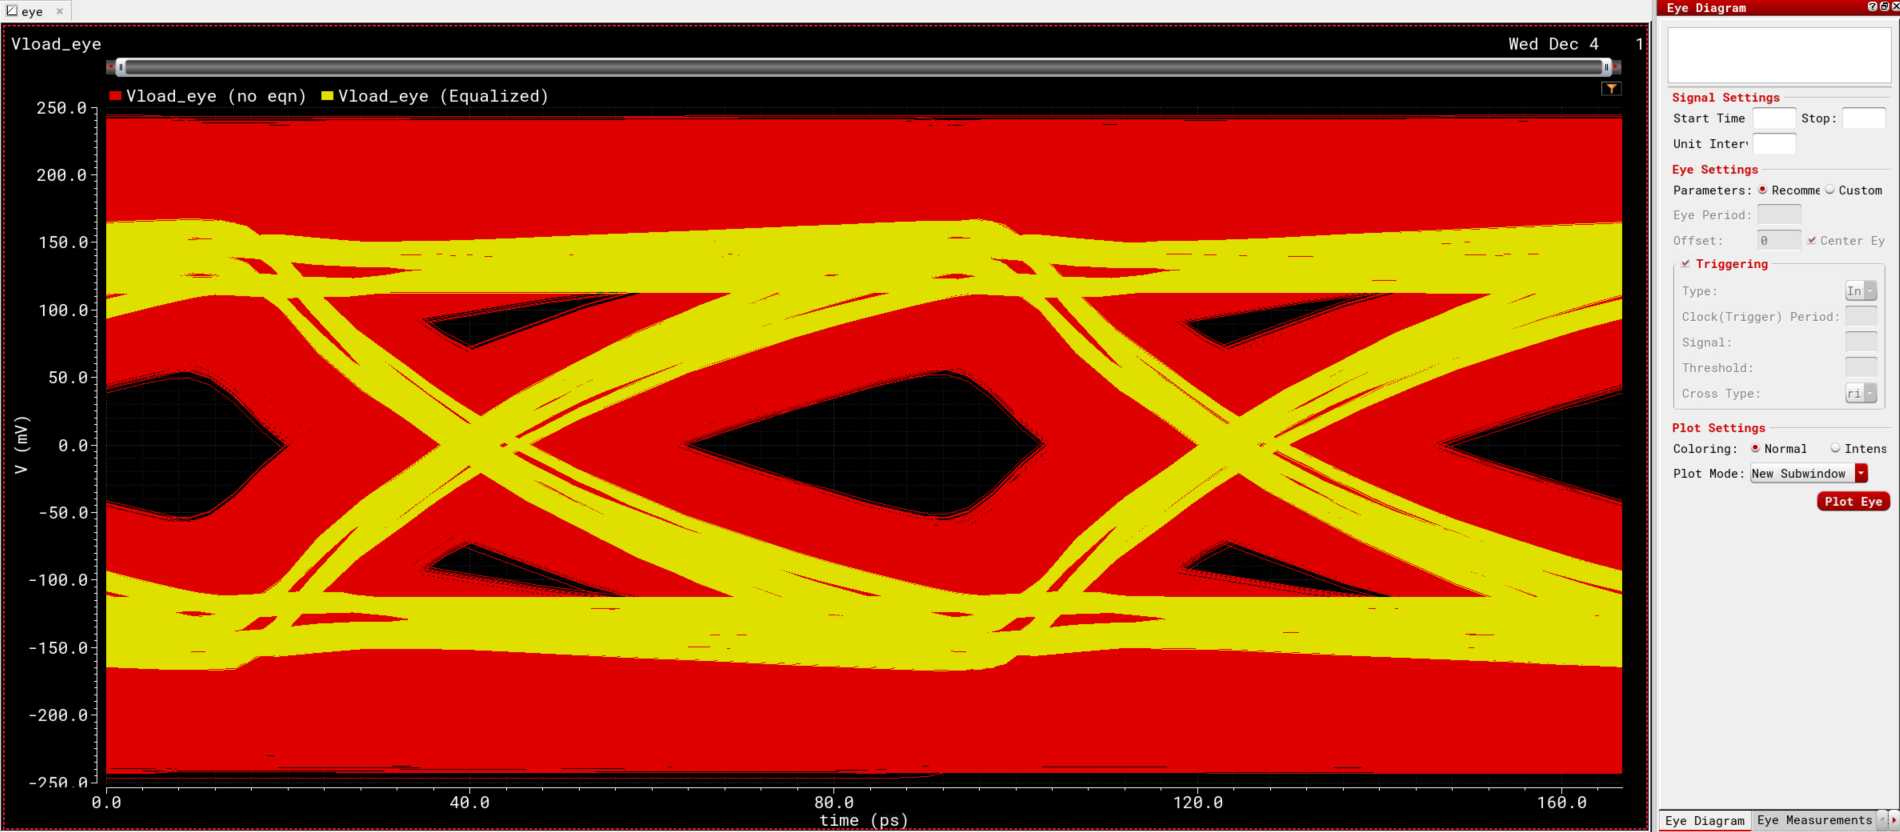 eye
Eye Diagram
Vload_eye
Wed Dec 4 1
Vload_eye (no eqn) Vload_eye (Equalized)
250.0
200.0
150.0
100.0
50.0
0.0
-50.0
-100.0
-150.0
-200.0
-250.0
V (mV)
0.0 40.0 80.0 120.0 160.0
time (ps)
Signal Settings
Start Time Stop:
Unit Interv
Eye Settings
Parameters: Recomme Custom
Eye Period:
Offset: 0 Center Ey
Triggering
Type: In
Clock(Trigger) Period:
Signal:
Threshold:
Cross Type: ri
Plot Settings
Coloring: Normal Intens
Plot Mode: New Subwindow
Plot Eye
Eye Diagram Eye Measurements